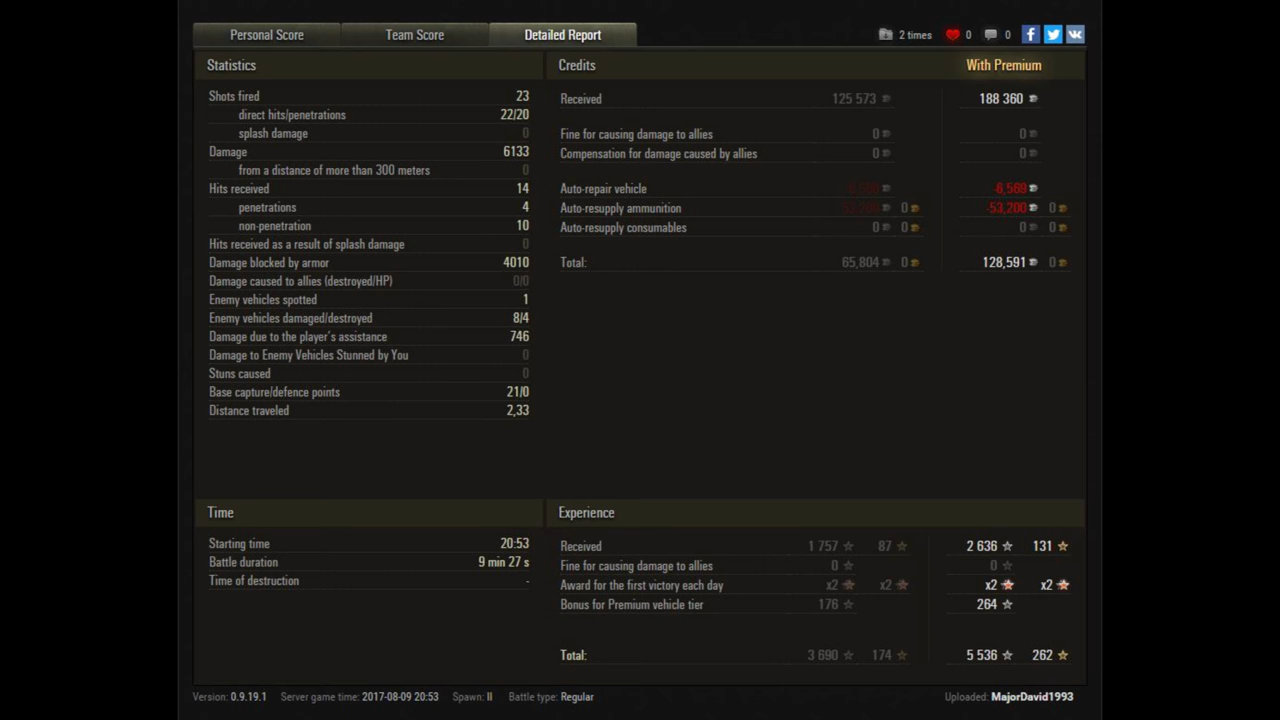 Personal Score Team Score Detailed Report 2 times 0 0
Statistics
Shots fired 23
direct hits/penetrations 22/20
splash damage 0
Damage 6133
from a distance of more than 300 meters 0
Hits received 14
penetrations 4
non-penetration 10
Hits received as a result of splash damage 0
Damage blocked by armor 4010
Damage caused to allies (destroyed/HP) 0/0
Enemy vehicles spotted 1
Enemy vehicles damaged/destroyed 8/4
Damage due to the player's assistance 746
Damage to Enemy Vehicles Stunned by You 0
Stuns caused 0
Base capture/defence points 21/0
Distance traveled 2,33
Credits With Premium
Received 125 573 188 360
Fine for causing damage to allies 0 0
Compensation for damage caused by allies 0 0
Auto-repair vehicle -6,569
Auto-resupply ammunition -53,200 0 -53,200 0
Auto-resupply consumables 0 0 0 0
Total: 65,804 0 128,591 0
Time
Starting time 20:53
Battle duration 9 min 27 s
Time of destruction -
Experience
Received 1 757 87 2 636 131
Fine for causing damage to allies 0 0
Award for the first victory each day x2 x2 x2 x2
Bonus for Premium vehicle tier 176 264
Total: 3 690 174 5 536 262
Version: 0.9.19.1 Server game time: 2017-08-09 20:53 Spawn: II Battle type: Regular Uploaded: MajorDavid1993